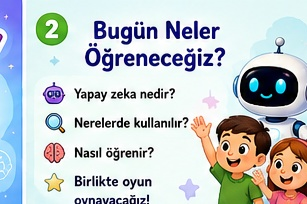 2
Bugün Neler
Öğreneceğiz?
Yapay zeka nedir?
Nerelerde kullanılır?
Nasıl öğrenir?
Birlikte oyun
oynayacağız!